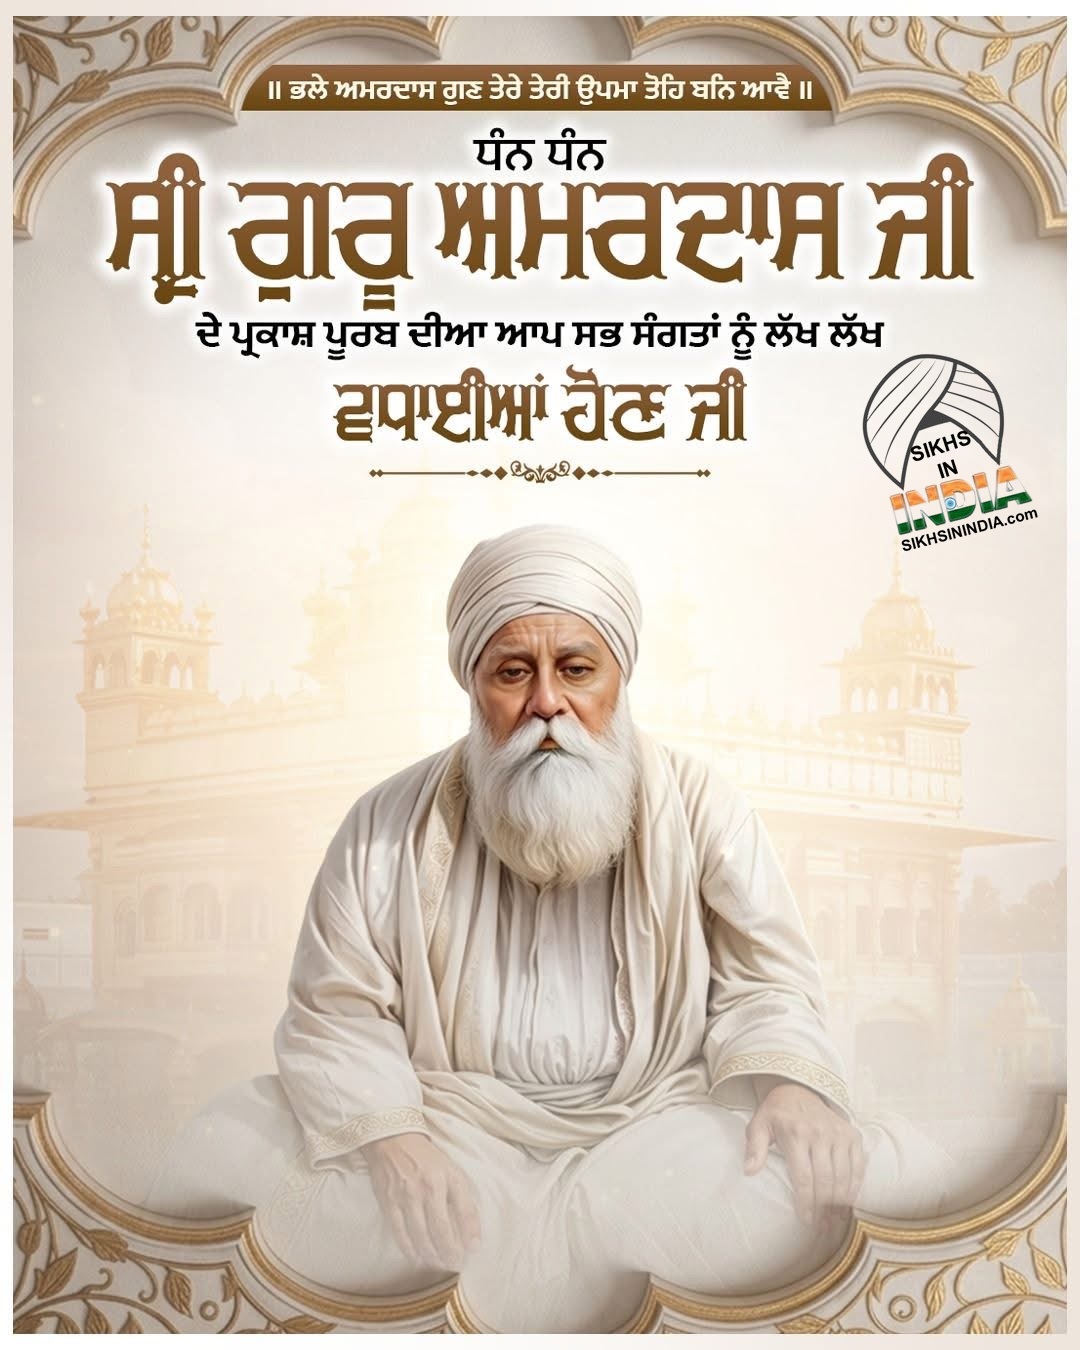 ॥ ਭਲੇ ਅਮਰਦਾਸ ਗੁਣ ਤੇਰੇ ਤੇਰੀ ਉਪਮਾ ਤੋਹਿ ਬਨਿ ਆਵੈ ॥
ਧੰਨ ਧੰਨ
ਸ੍ਰੀ ਗੁਰੂ ਅਮਰਦਾਸ ਜੀ
ਦੇ ਪ੍ਰਕਾਸ਼ ਪੂਰਬ ਦੀਆ ਆਪ ਸਭ ਸੰਗਤਾਂ ਨੂੰ ਲੱਖ ਲੱਖ
ਵਧਾਈਆਂ ਹੋਣ ਜੀ
SIKHS
IN
INDIA
SIKHSININDIA.com